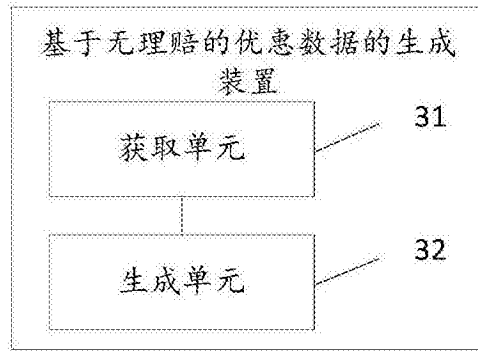 基于无理赔的优惠数据的生成
装置
获取单元
31
生成单元
32